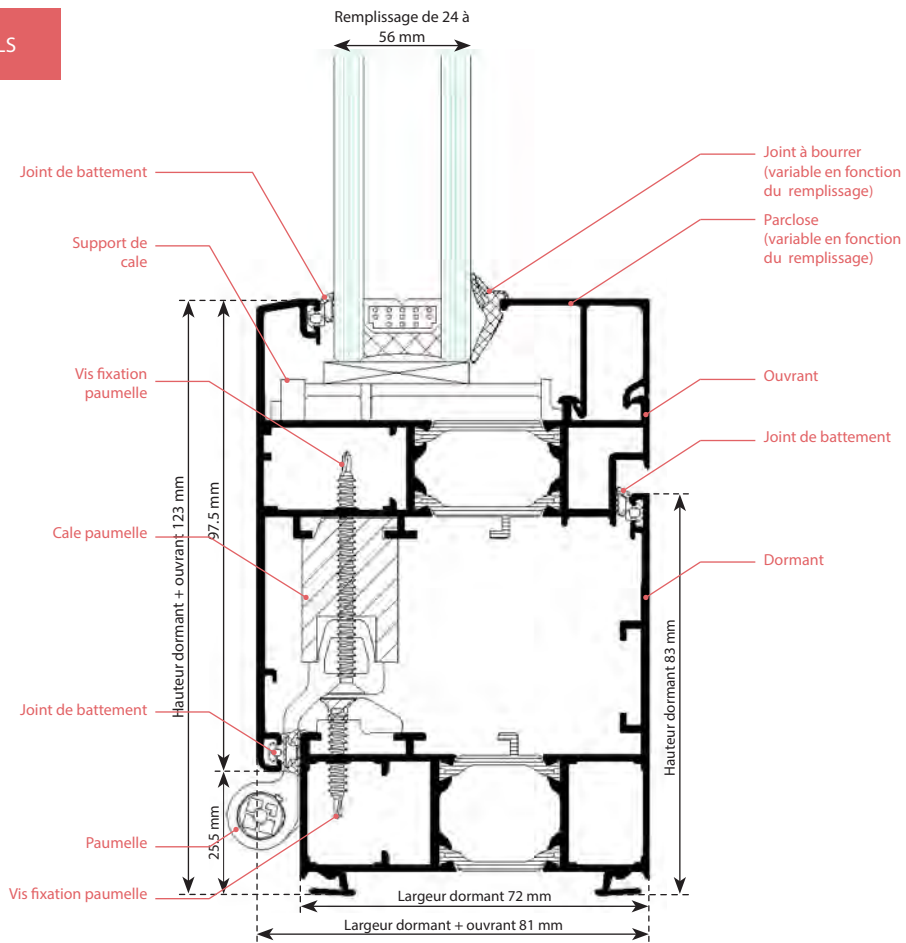 LS
Remplissage de 24 à
56 mm
Joint de battement
Support de
cale
Vis fixation
paumelle
Cale paumelle
Joint de battement
Paumelle
Vis fixation paumelle
Joint à bourrer
(variable en fonction
du remplissage)
Parclose
(variable en fonction
du remplissage)
Ouvrant
Joint de battement
Dormant
Hauteur dormant + ouvrant 123 mm
97.5 mm
25.5 mm
Hauteur dormant 83 mm
Largeur dormant 72 mm
Largeur dormant + ouvrant 81 mm